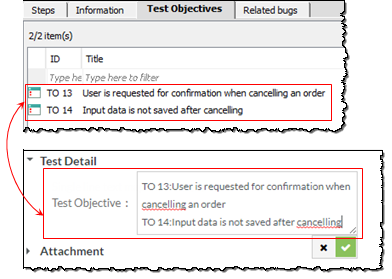 Steps Information Test Objectives Related bugs
2/2 item(s)
ID Title
Type he Type here to filter
TO 13 User is requested for confirmation when cancelling an order
TO 14 Input data is not saved after cancelling
Test Detail
Test Objective :
TO 13:User is requested for confirmation when
cancelling an order
TO 14:Input data is not saved after cancelling
Attachment